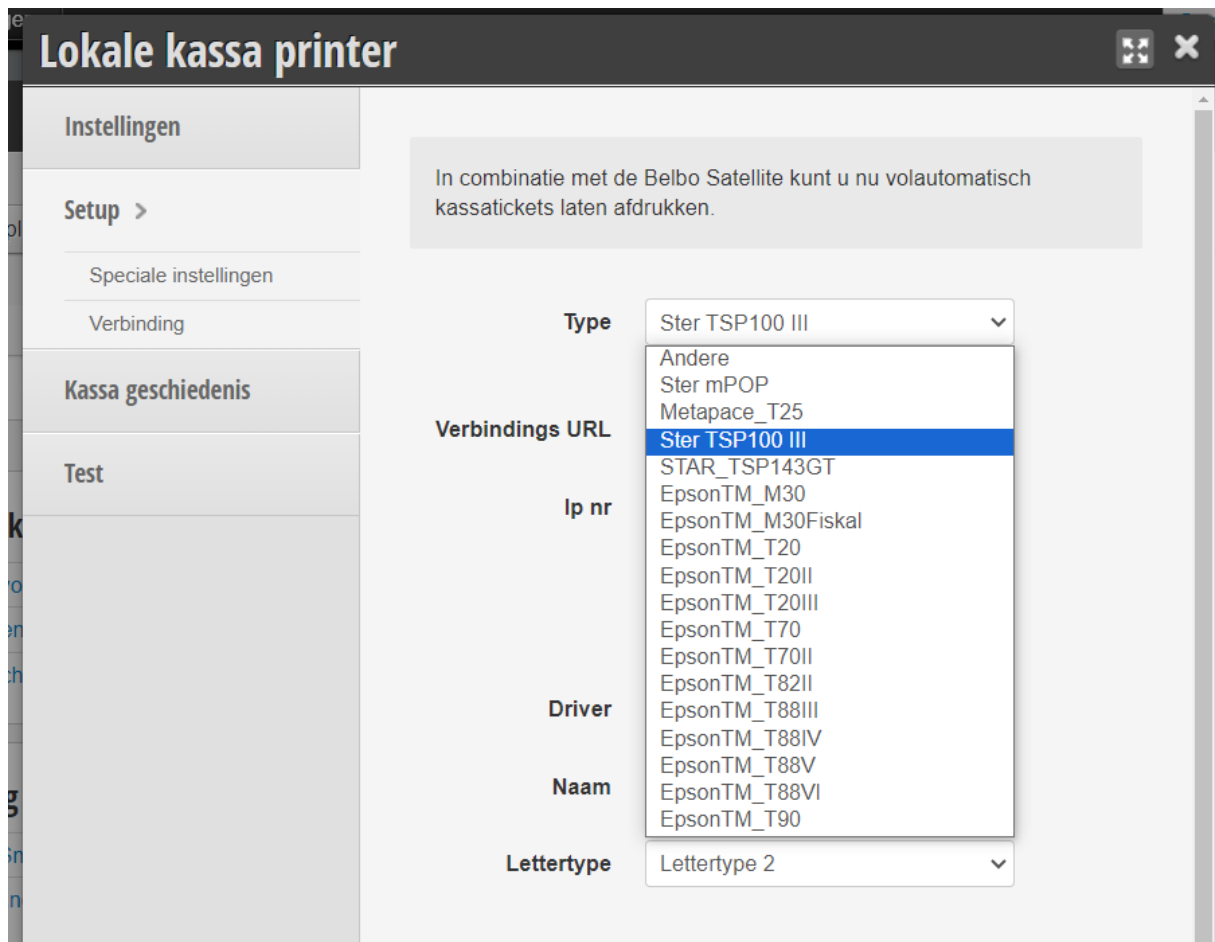 Lokale kassa printer
Instellingen
Setup >
Speciale instellingen
Verbinding
Kassa geschiedenis
Test
In combinatie met de Belbo Satellite kunt u nu volautomatisch
kassatickets laten afdrukken.
Type
Ster TSP100 III
Andere
Ster mPOP
Metapace_T25
Ster TSP100 III
STAR_TSP143GT
EpsonTM_M30
EpsonTM_M30Fiskal
EpsonTM_T20
EpsonTM_T20II
EpsonTM_T20III
EpsonTM_T70
EpsonTM_T70II
EpsonTM_T82II
EpsonTM_T88III
EpsonTM_T88IV
EpsonTM_T88V
EpsonTM_T88VI
EpsonTM_T90
Verbindings URL
Ip nr
Driver
Naam
Lettertype
Lettertype 2